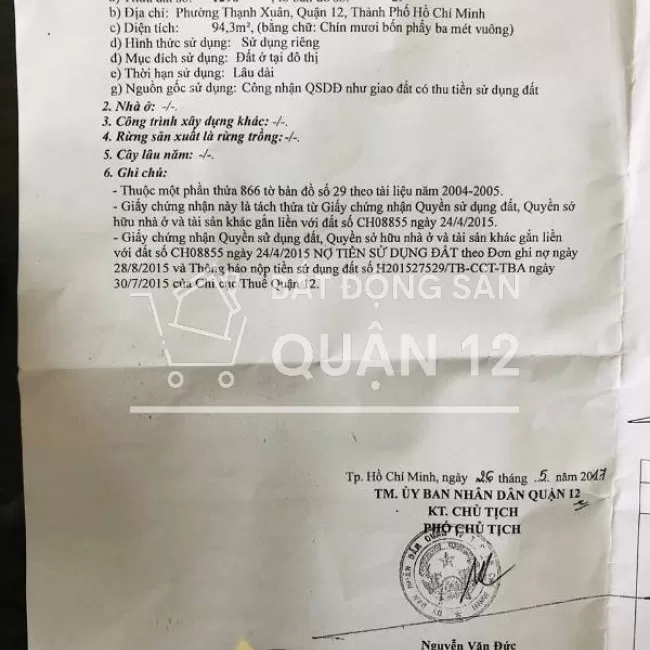 b) Địa chỉ: Phường Thạnh Xuân, Quận 12, Thành Phố Hồ Chí Minh
c) Diện tích: 94,3m², (bằng chữ: Chín mươi bốn phẩy ba mét vuông)
d) Hình thức sử dụng: Sử dụng riêng
đ) Mục đích sử dụng: Đất ở tại đô thị
e) Thời hạn sử dụng: Lâu dài
g) Nguồn gốc sử dụng: Công nhận QSDĐ như giao đất có thu tiền sử dụng đất
2. Nhà ở: -/-.
3. Công trình xây dựng khác: -/-.
4. Rừng sản xuất là rừng trồng:-/-.
5. Cây lâu năm: -/-.
6. Ghi chú:
- Thuộc một phần thửa 866 tờ bản đồ số 29 theo tài liệu năm 2004-2005.
- Giấy chứng nhận này là tách thửa từ Giấy chứng nhận Quyền sử dụng đất, Quyền sở
hữu nhà ở và tài sản khác gắn liền với đất số CH08855 ngày 24/4/2015.
- Giấy chứng nhận Quyền sử dụng đất, Quyền sở hữu nhà ở và tài sản khác gắn liền
với đất số CH08855 ngày 24/4/2015 NỢ TIỀN SỬ DỤNG ĐẤT theo Đơn ghi nợ ngày
28/8/2015 và Thông báo nộp tiền sử dụng đất số H201527529/TB-CCT-TBA ngày
30/7/2015 của Chi cục Thuế Quận 12.
BẤT ĐỘNG SẢN
QUẬN 12
Tp. Hồ Chí Minh, ngày 26 tháng .5. năm 2017
TM. ỦY BAN NHÂN DÂN QUẬN 12
KT. CHỦ TỊCH
PHÓ CHỦ TỊCH
Nguyễn Văn Đức